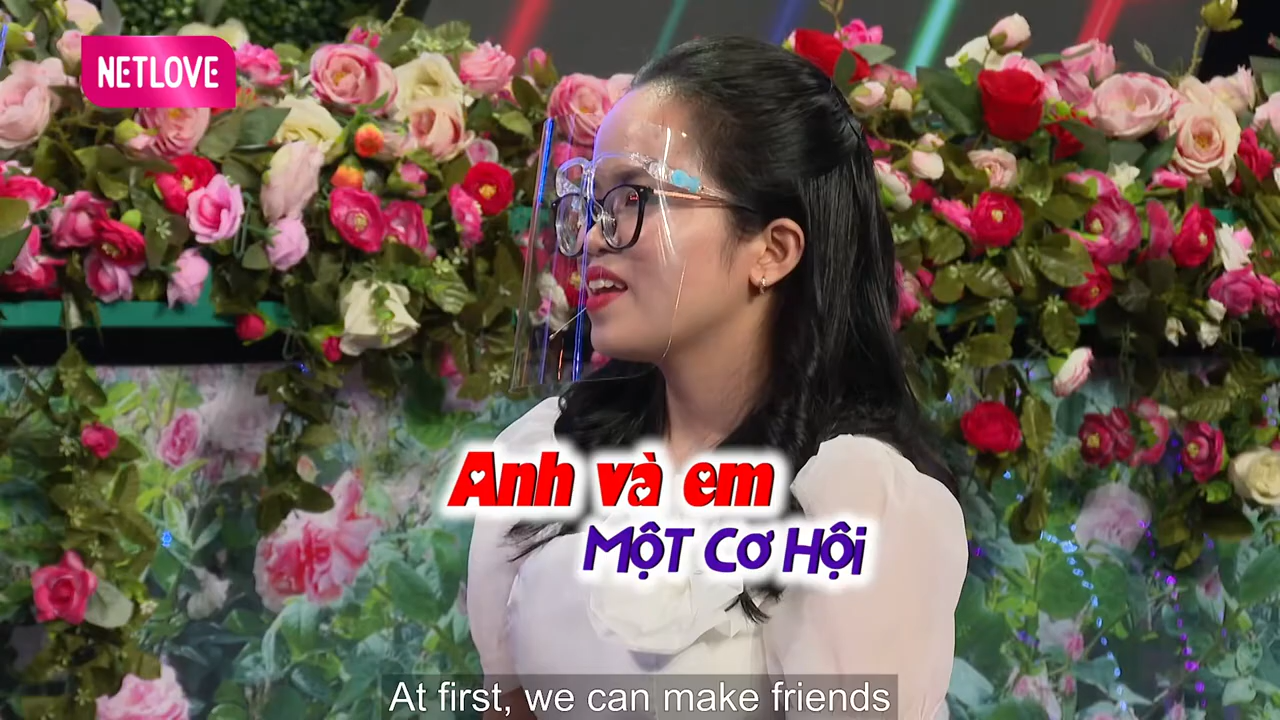 NETLOVE
Anh và em
MộT Cơ Hội
At first, we can make friends